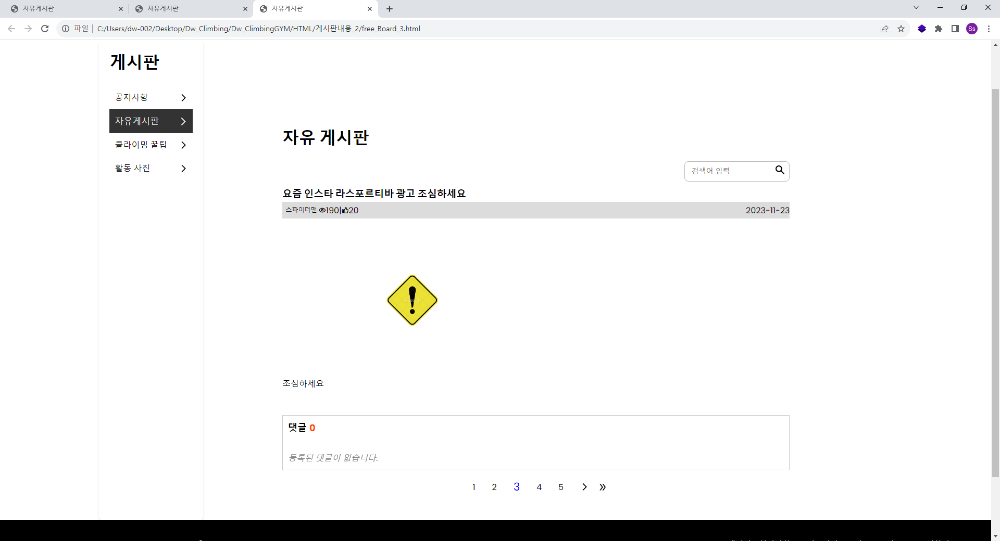 자유게시판
자유게시판
자유게시판
파일 C:/Users/dw-002/Desktop/Dw_Climbing/Dw_ClimbingGYM/HTML/게시판내용_2/free_Board_3.html
Ss
게시판
공지사항
자유게시판
클라이밍 꿀팁
활동 사진
자유 게시판
검색어 입력
요즘 인스타 라스포르티바 광고 조심하세요
스파이더맨 190|20
2023-11-23
Canva
조심하세요
댓글 0
등록된 댓글이 없습니다.
1 2 3 4 5